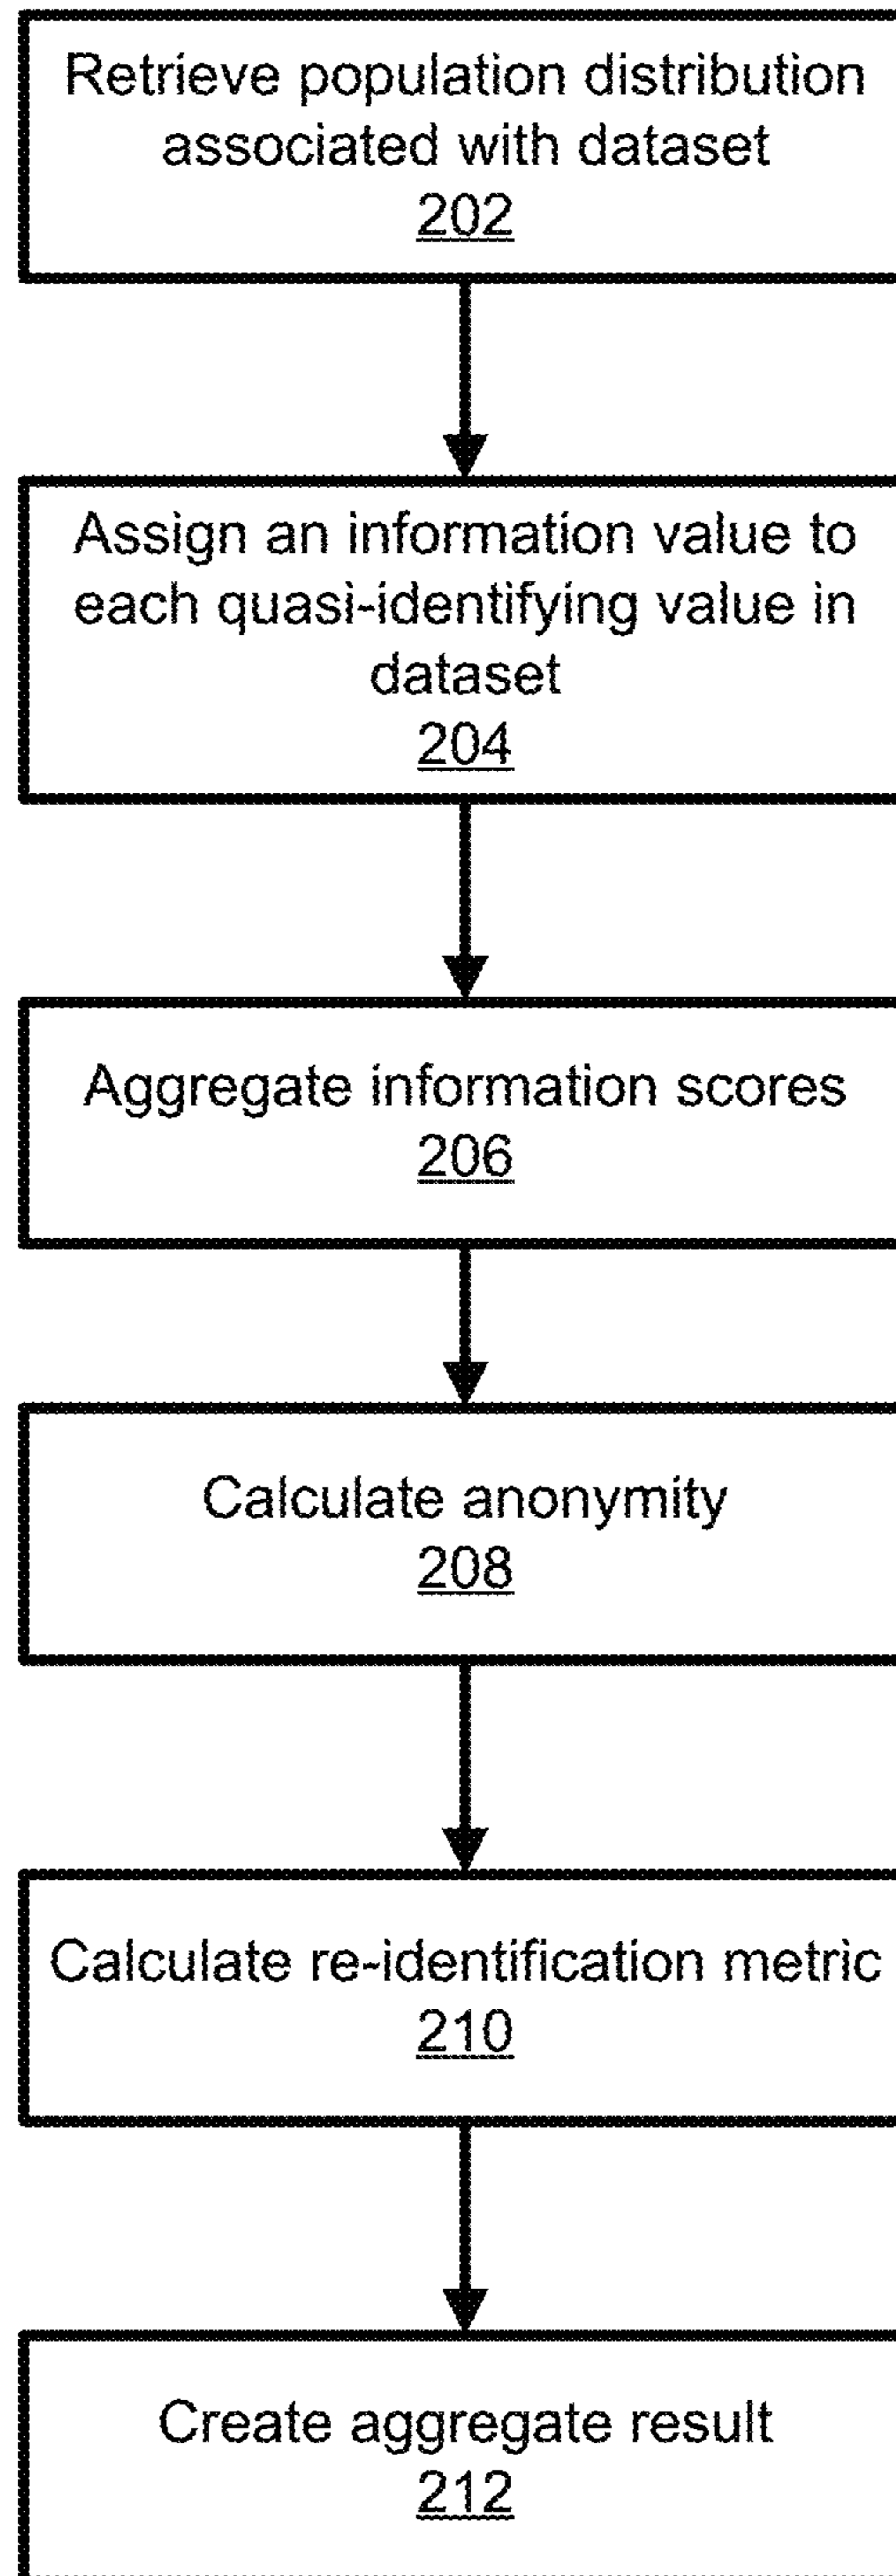 Retrieve population distribution
associated with dataset
202
Assign an information value to
each quasi-identifying value in
dataset
204
Aggregate information scores
206
Calculate anonymity
208
Calculate re-identification metric
210
Create aggregate result
212